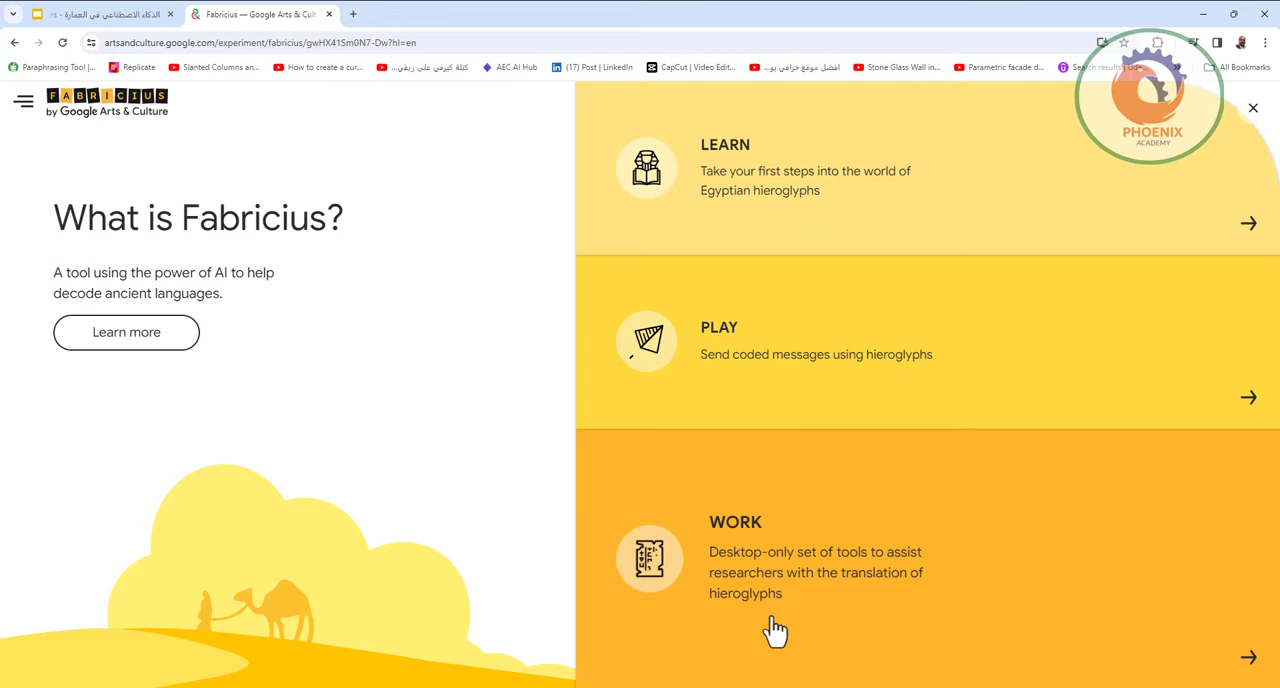 الذكاء الاصطناعي في العمارة -
Fabricius — Google Arts & Cult
artsandculture.google.com/experiment/fabricius/gwHX41Sm0N7-Dw?hl=en
Paraphrasing Tool |...
Replicate
Slanted Columns an...
How to create a cur...
كتلة كيرفي على ريفي...
AEC AI Hub
(17) Post | LinkedIn
CapCut | Video Edit...
افضل موقع خرافي يو...
Stone Glass Wall in...
Parametric facade d...
Search results | Ude...
All Bookmarks
FABRICIUS
by Google Arts & Culture
PHOENIX
ACADEMY
What is Fabricius?
A tool using the power of AI to help
decode ancient languages.
Learn more
LEARN
Take your first steps into the world of
Egyptian hieroglyphs
PLAY
Send coded messages using hieroglyphs
WORK
Desktop-only set of tools to assist
researchers with the translation of
hieroglyphs